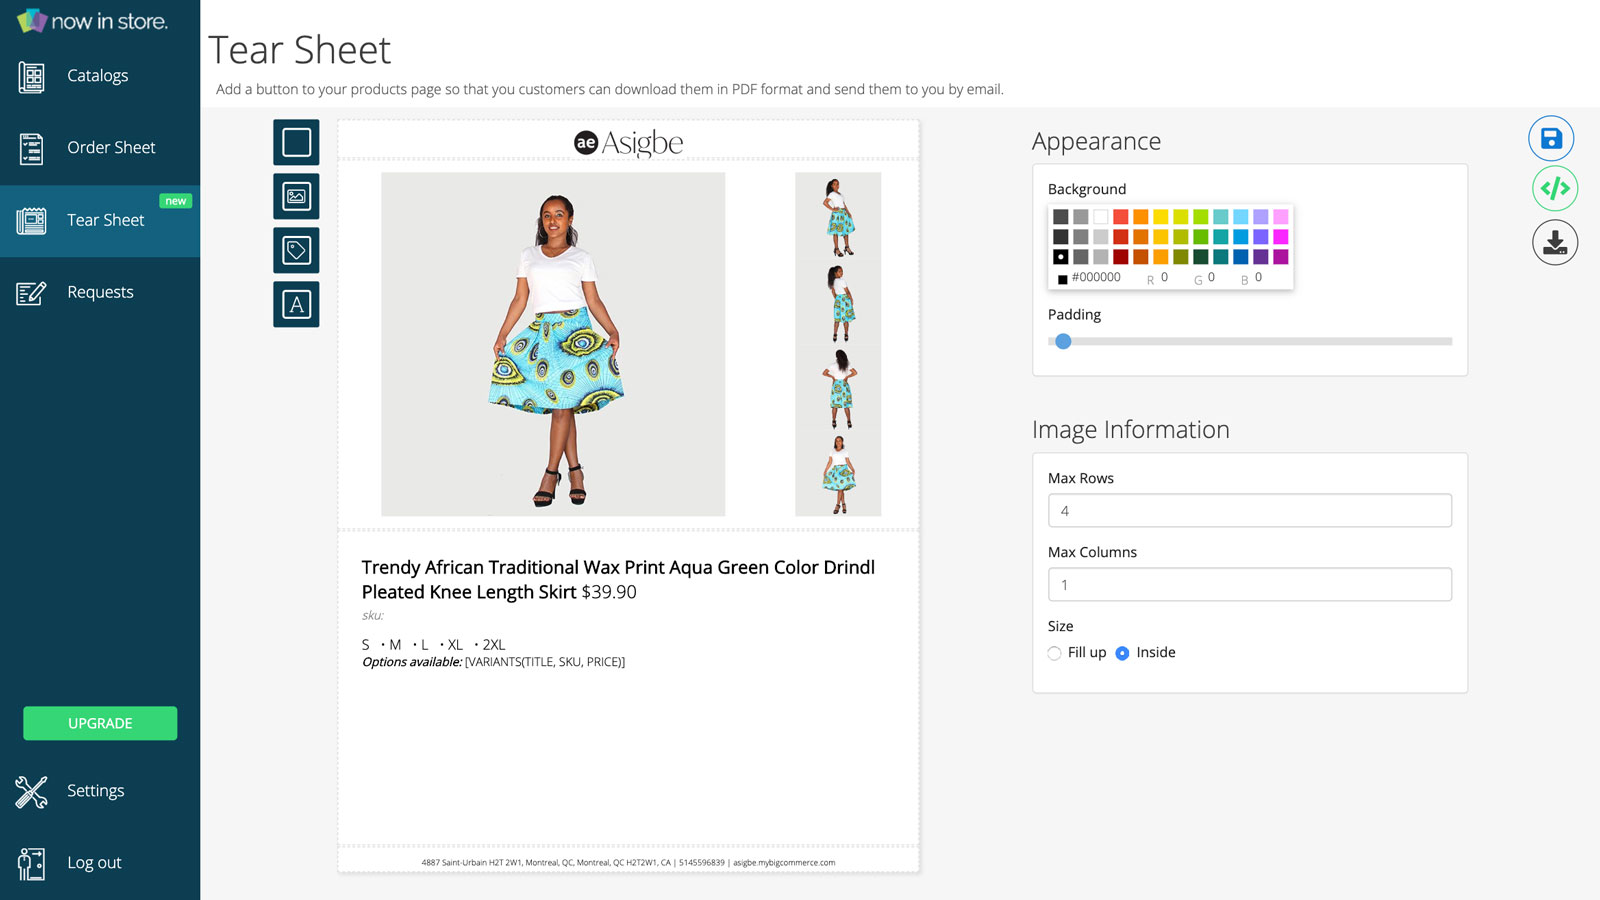 now in store.
Catalogs
Order Sheet
new
Tear Sheet
Requests
UPGRADE
Settings
Log out
Tear Sheet
Add a button to your products page so that you customers can download them in PDF format and send them to you by email.
A
ae Asigbe
Trendy African Traditional Wax Print Aqua Green Color Drindl
Pleated Knee Length Skirt $39.90
sku:
S • M • L • XL • 2XL
Options available: [VARIANTS(TITLE, SKU, PRICE)]
4887 Saint-Urbain H2T 2W1, Montreal, QC, Montreal, QC H2T2W1, CA | 5145596839 | asigbe.mybigcommerce.com
Appearance
Background
#000000 R 0 G 0 B 0
Padding
Image Information
Max Rows
4
Max Columns
1
Size
Fill up Inside